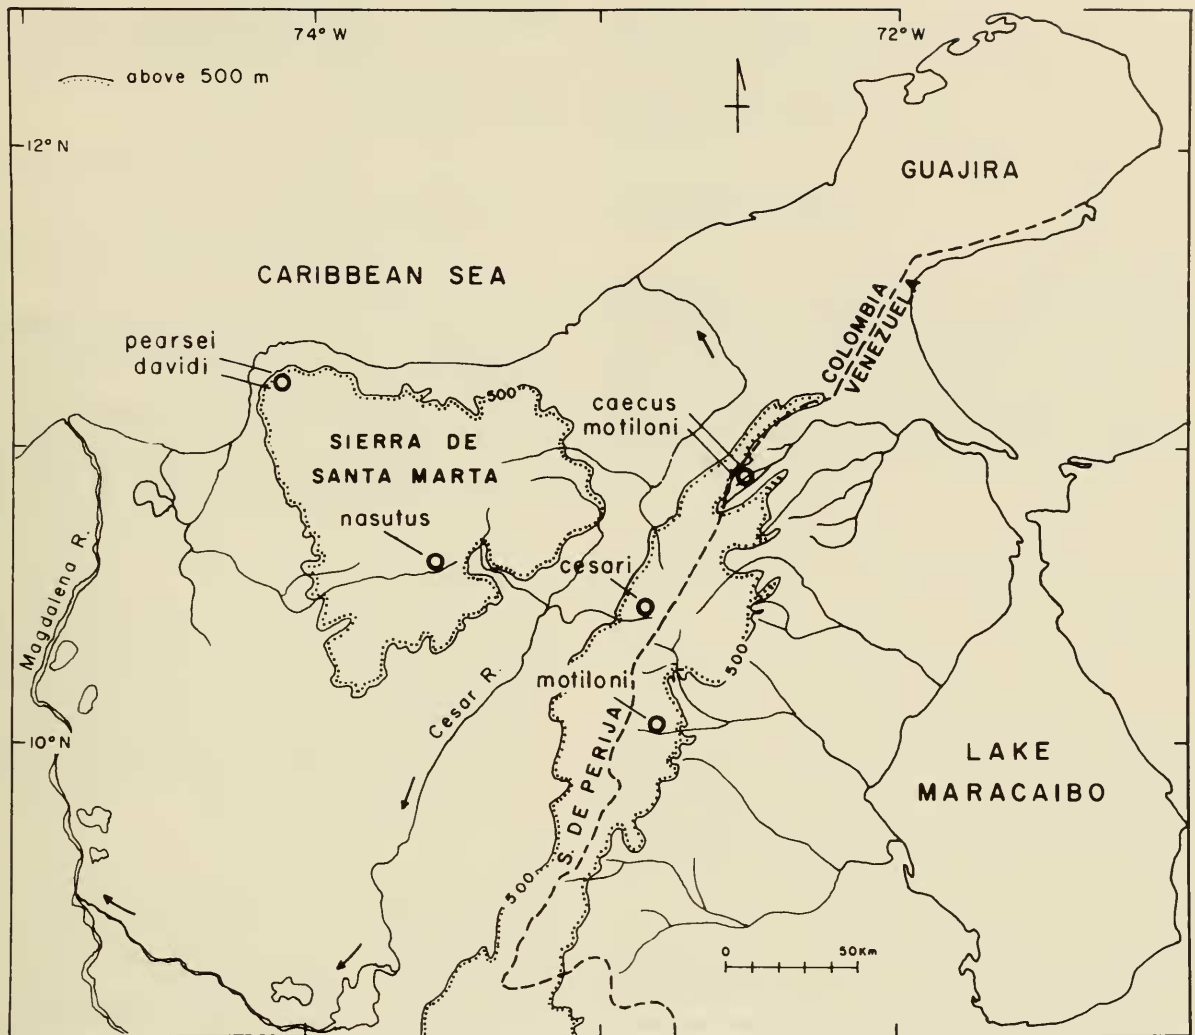 74° W
72° W
above 500 m
12° N
GUAJIRA
CARIBBEAN SEA
COLOMBIA
VENEZUELA
pearsei
davidi
500
caecus
motiloni
SIERRA DE
SANTA MARTA
nasutus
cesari
Magdalena R.
500
motiloni
Cesar R.
10° N
S. DE PERIJA
LAKE
MARACAIBO
500
0 50Km